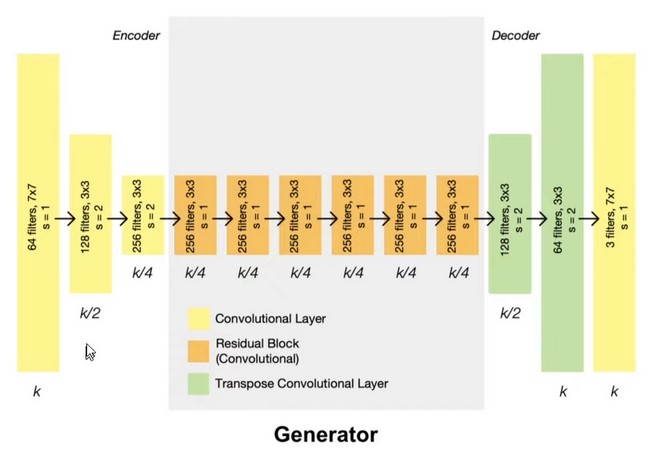 Encoder
Decoder
64 filters, 7x7
s = 1
128 filters, 3x3
s = 2
256 filters, 3x3
s = 2
256 filters, 3x3
s = 1
256 filters, 3x3
s = 1
256 filters, 3x3
s = 1
256 filters, 3x3
s = 1
256 filters, 3x3
s = 1
256 filters, 3x3
s = 1
128 filters, 3x3
s = 2
64 filters, 3x3
s = 2
3 filters, 7x7
s = 1
k/4
k/4
k/4
k/4
k/4
k/4
k/4
k/2
k/2
Convolutional Layer
Residual Block
(Convolutional)
Transpose Convolutional Layer
k
k
k
Generator